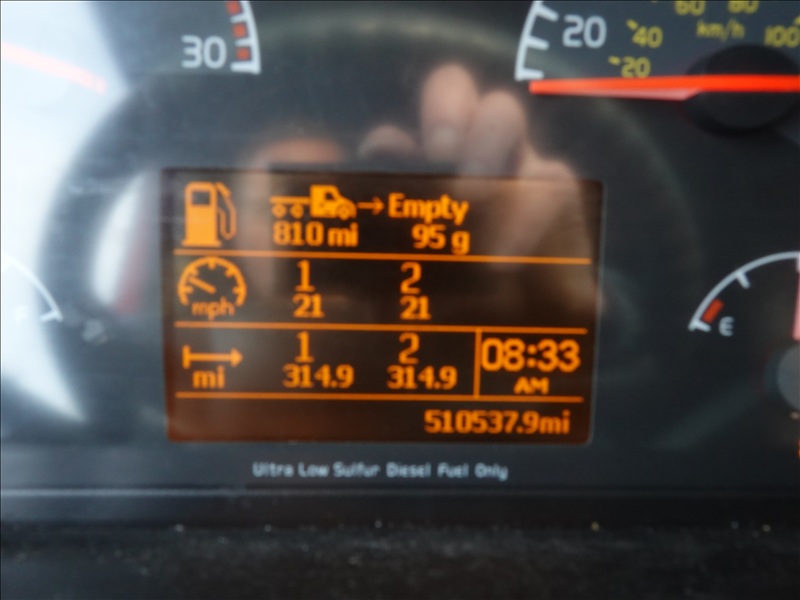 30
20
60
80
km/h
40
100
20
→ Empty
810 mi 95 g
mph
1 2
21 21
mi
1 2
314.9 314.9
08:33
AM
510537.9mi
E
Ultra Low Sulfur Diesel Fuel Only